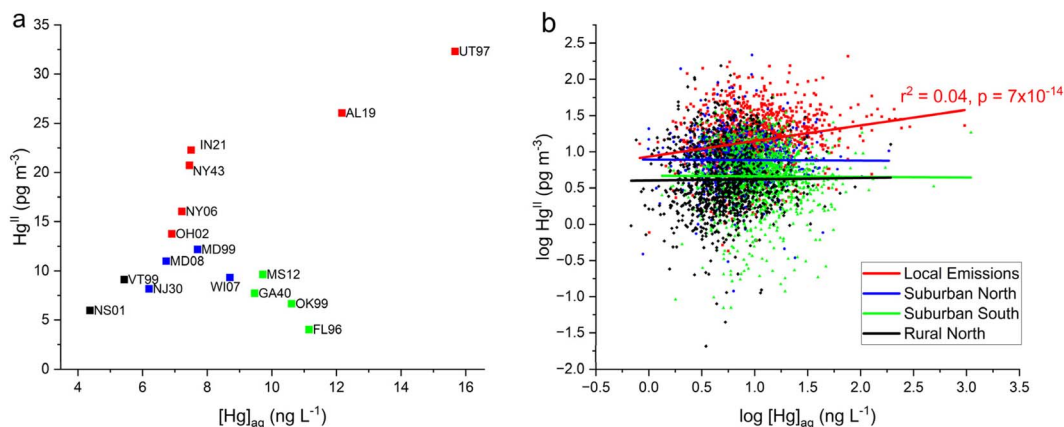 a
35
30
25
20
15
10
5
0
Hg^II (pg m^-3)
UT97
AL19
IN21
NY43
NY06
OH02
MD99
MD08
MS12
WI07
VT99
NJ30
GA40
OK99
NS01
FL96
4 6 8 10 12 14 16
[Hg]aq (ng L^-1)
b
2.5
2.0
1.5
1.0
0.5
0.0
−0.5
−1.0
−1.5
−2.0
log Hg^II (pg m^-3)
r² = 0.04, p = 7x10^-14
Local Emissions
Suburban North
Suburban South
Rural North
−0.5 0.0 0.5 1.0 1.5 2.0 2.5 3.0 3.5
log [Hg]aq (ng L^-1)